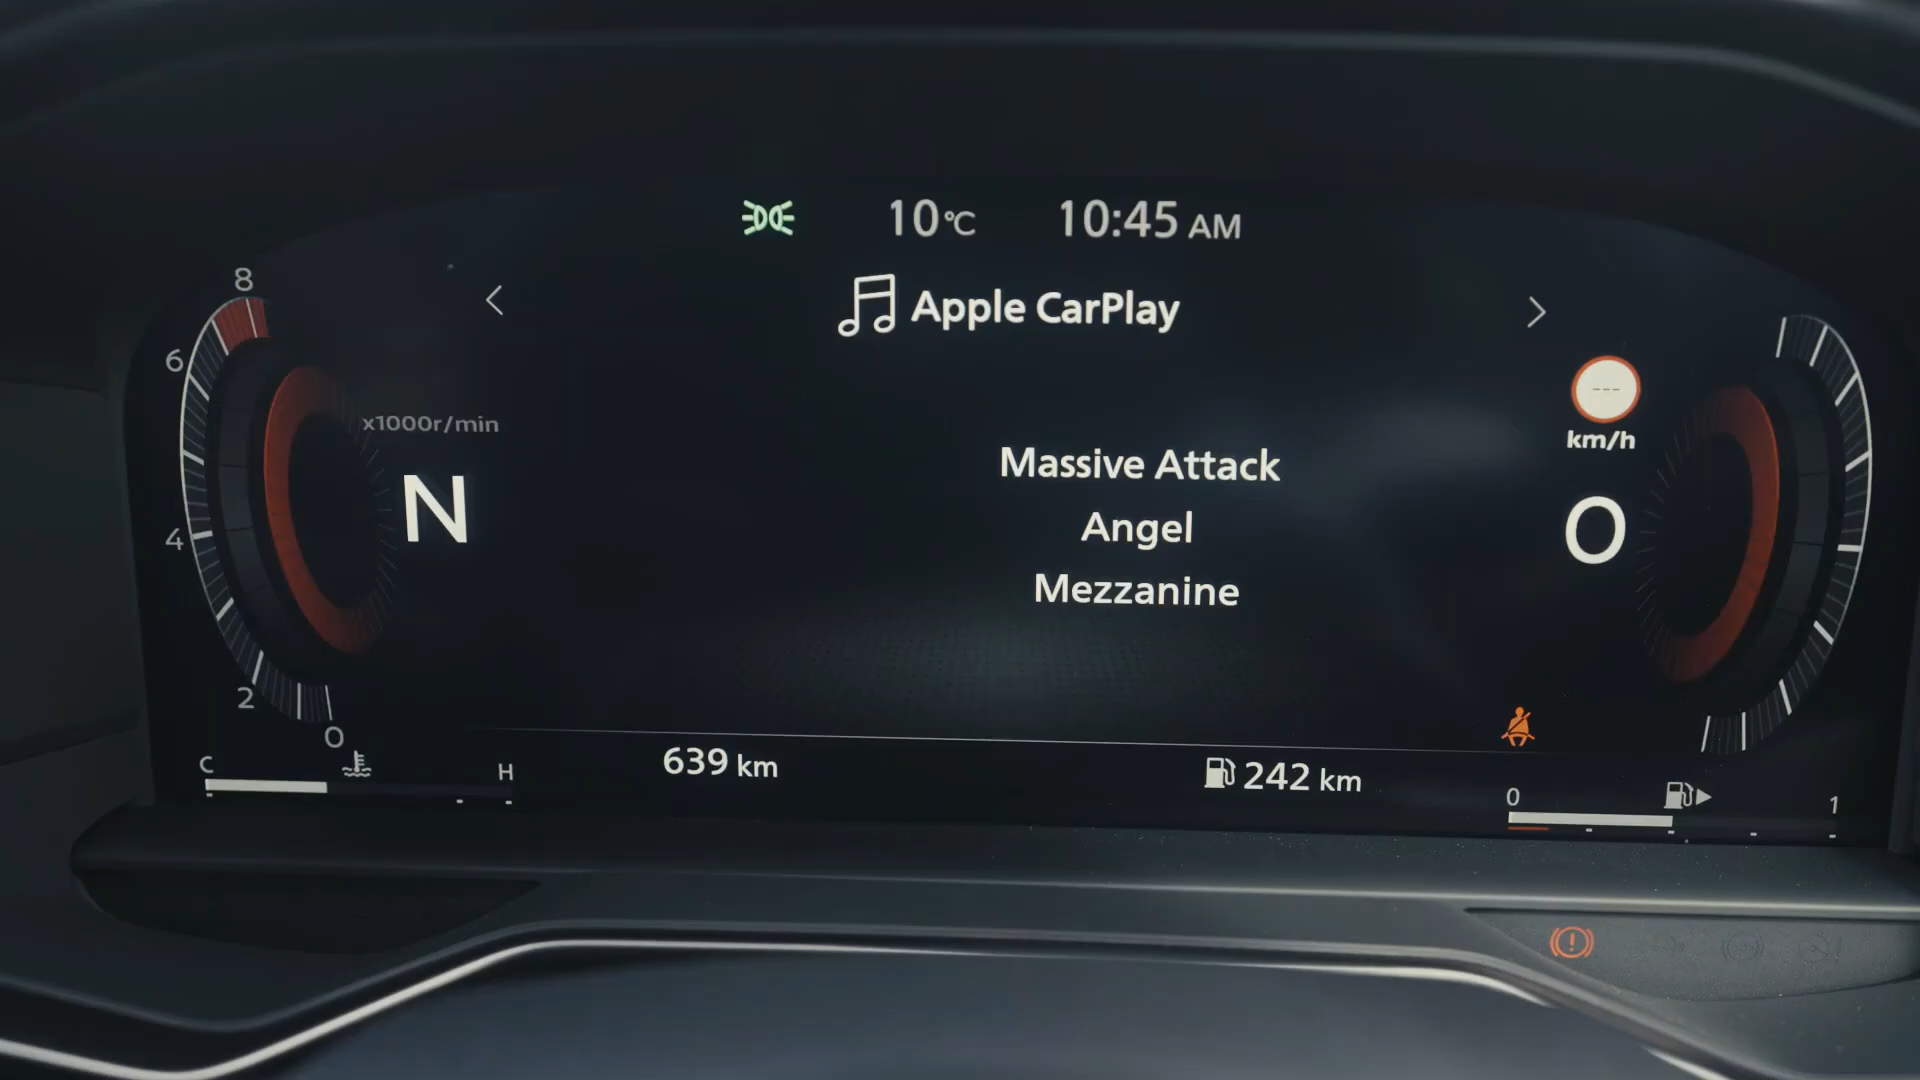 10°C 10:45 AM
Apple CarPlay
8
6
x1000r/min
4
N
2
0
Massive Attack
Angel
Mezzanine
---
km/h
0
C
H
639 km
242 km
0
1